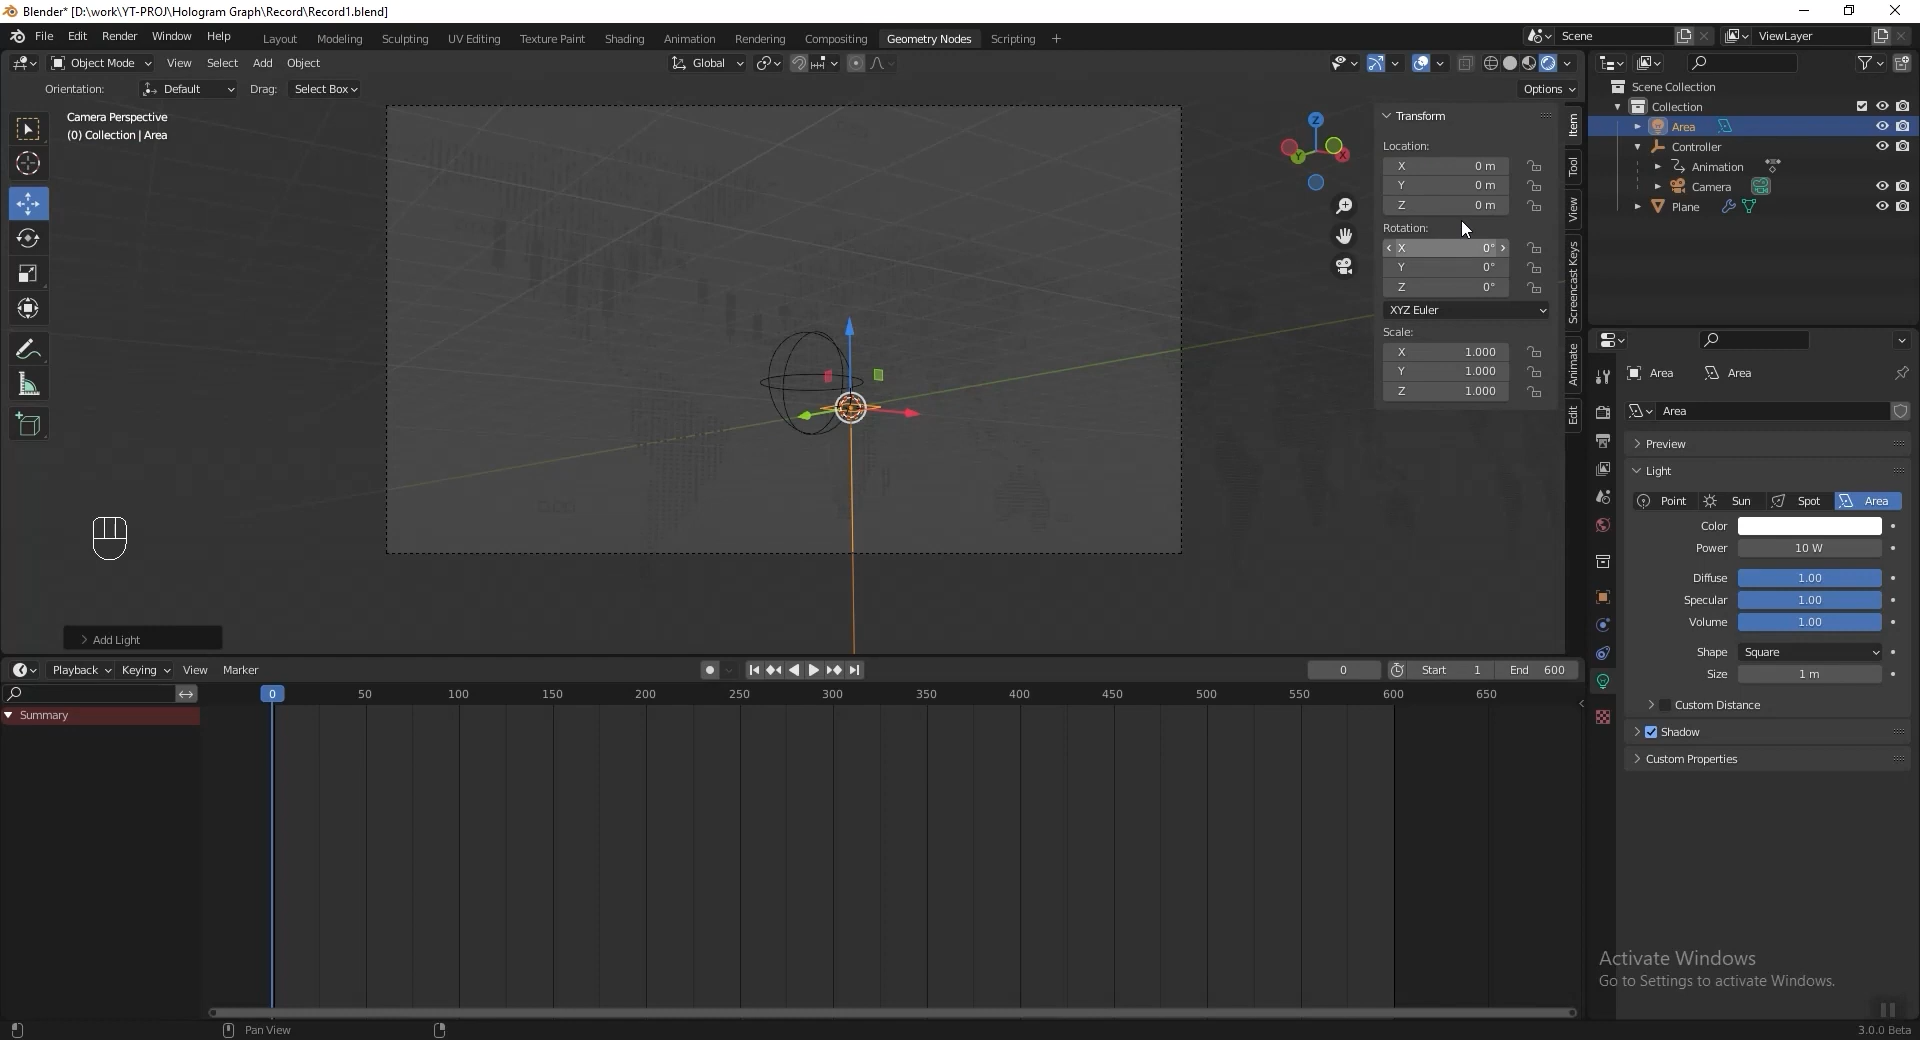 Blender* [D:\work\YT-PROJ\Hologram Graph\Record\Record1.blend]
File Edit Render Window Help Layout Modeling Sculpting UV Editing Texture Paint Shading Animation Rendering Compositing Geometry Nodes Scripting + Scene ViewLayer
Object Mode View Select Add Object Global
Orientation: Default Drag: Select Box Options
Camera Perspective
(0) Collection | Area
Z
X
Y
Transform
Location:
X 0 m
Y 0 m
Z 0 m
Rotation:
X 0°
Y 0°
Z 0°
XYZ Euler
Scale:
X 1.000
Y 1.000
Z 1.000
Item
Tool
View
Screencast Keys
Animate
Edit
Add Light
Scene Collection
Collection
Area
Controller
Animation
Camera
Plane
Area Area
Area
Preview
Light
Point Sun Spot Area
Color
Power 10 W
Diffuse 1.00
Specular 1.00
Volume 1.00
Shape Square
Size 1 m
Custom Distance
Shadow
Custom Properties
Playback Keying View Marker 0 Start 1 End 600
0 50 100 150 200 250 300 350 400 450 500 550 600 650
Summary
Activate Windows
Go to Settings to activate Windows.
Pan View 3.0.0 Beta